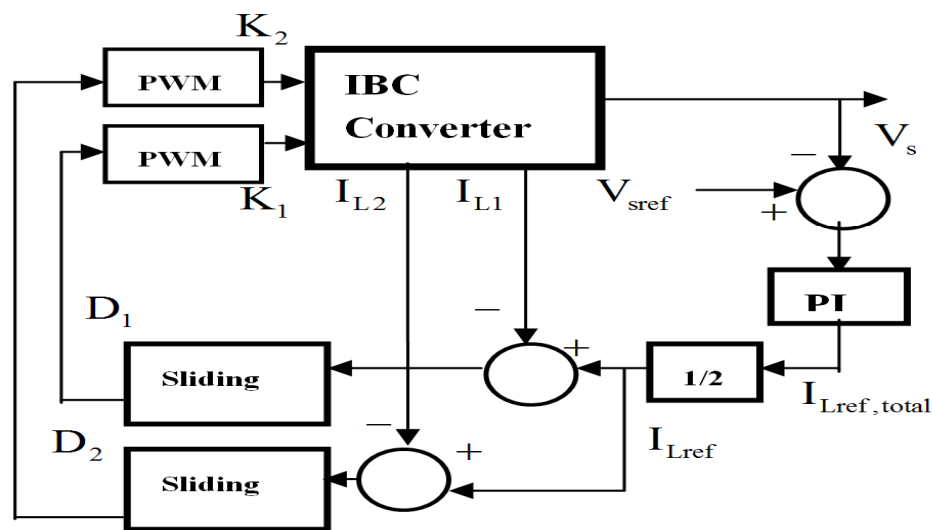 K2
PWM
IBC
Converter
PWM
K1
IL2
IL1
Vsref
Vs
−
+
PI
D1
−
+
Sliding
1/2
ILref,total
ILref
D2
−
+
Sliding